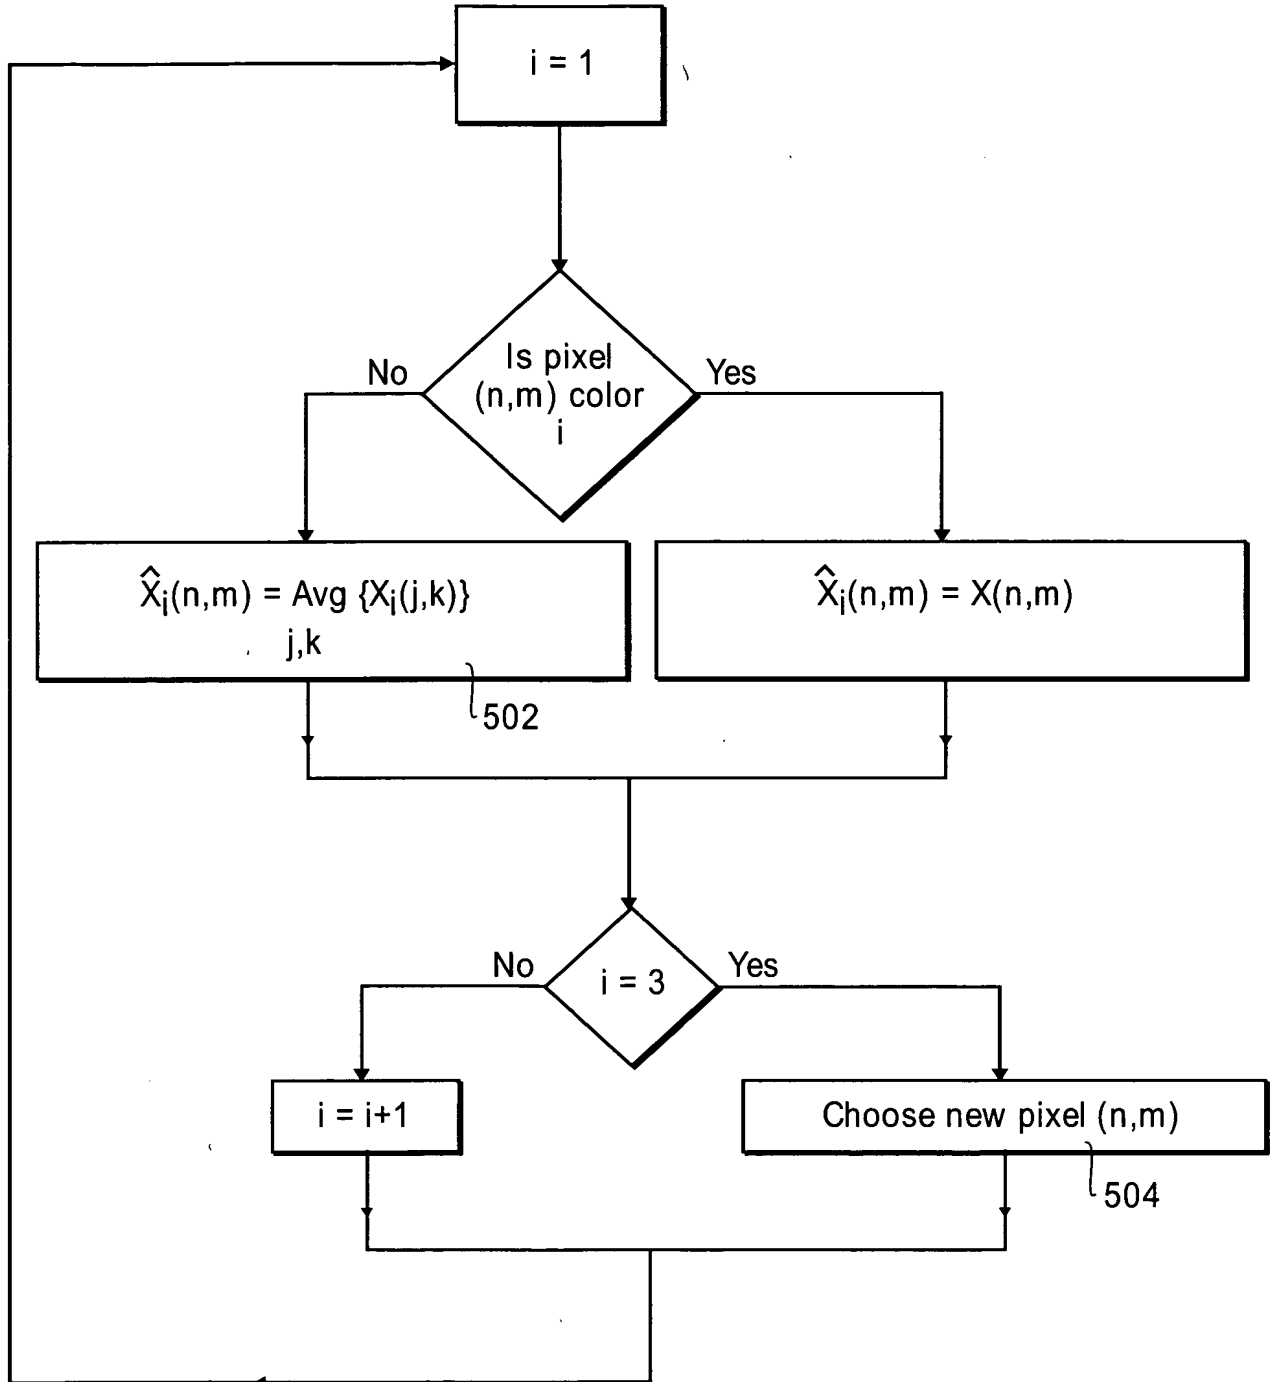 i = 1
Is pixel
(n,m) color
i
No
Yes
X̂i(n,m) = Avg {Xi(j,k)}
j,k
502
X̂i(n,m) = X(n,m)
i = 3
No
Yes
i = i+1
Choose new pixel (n,m)
504